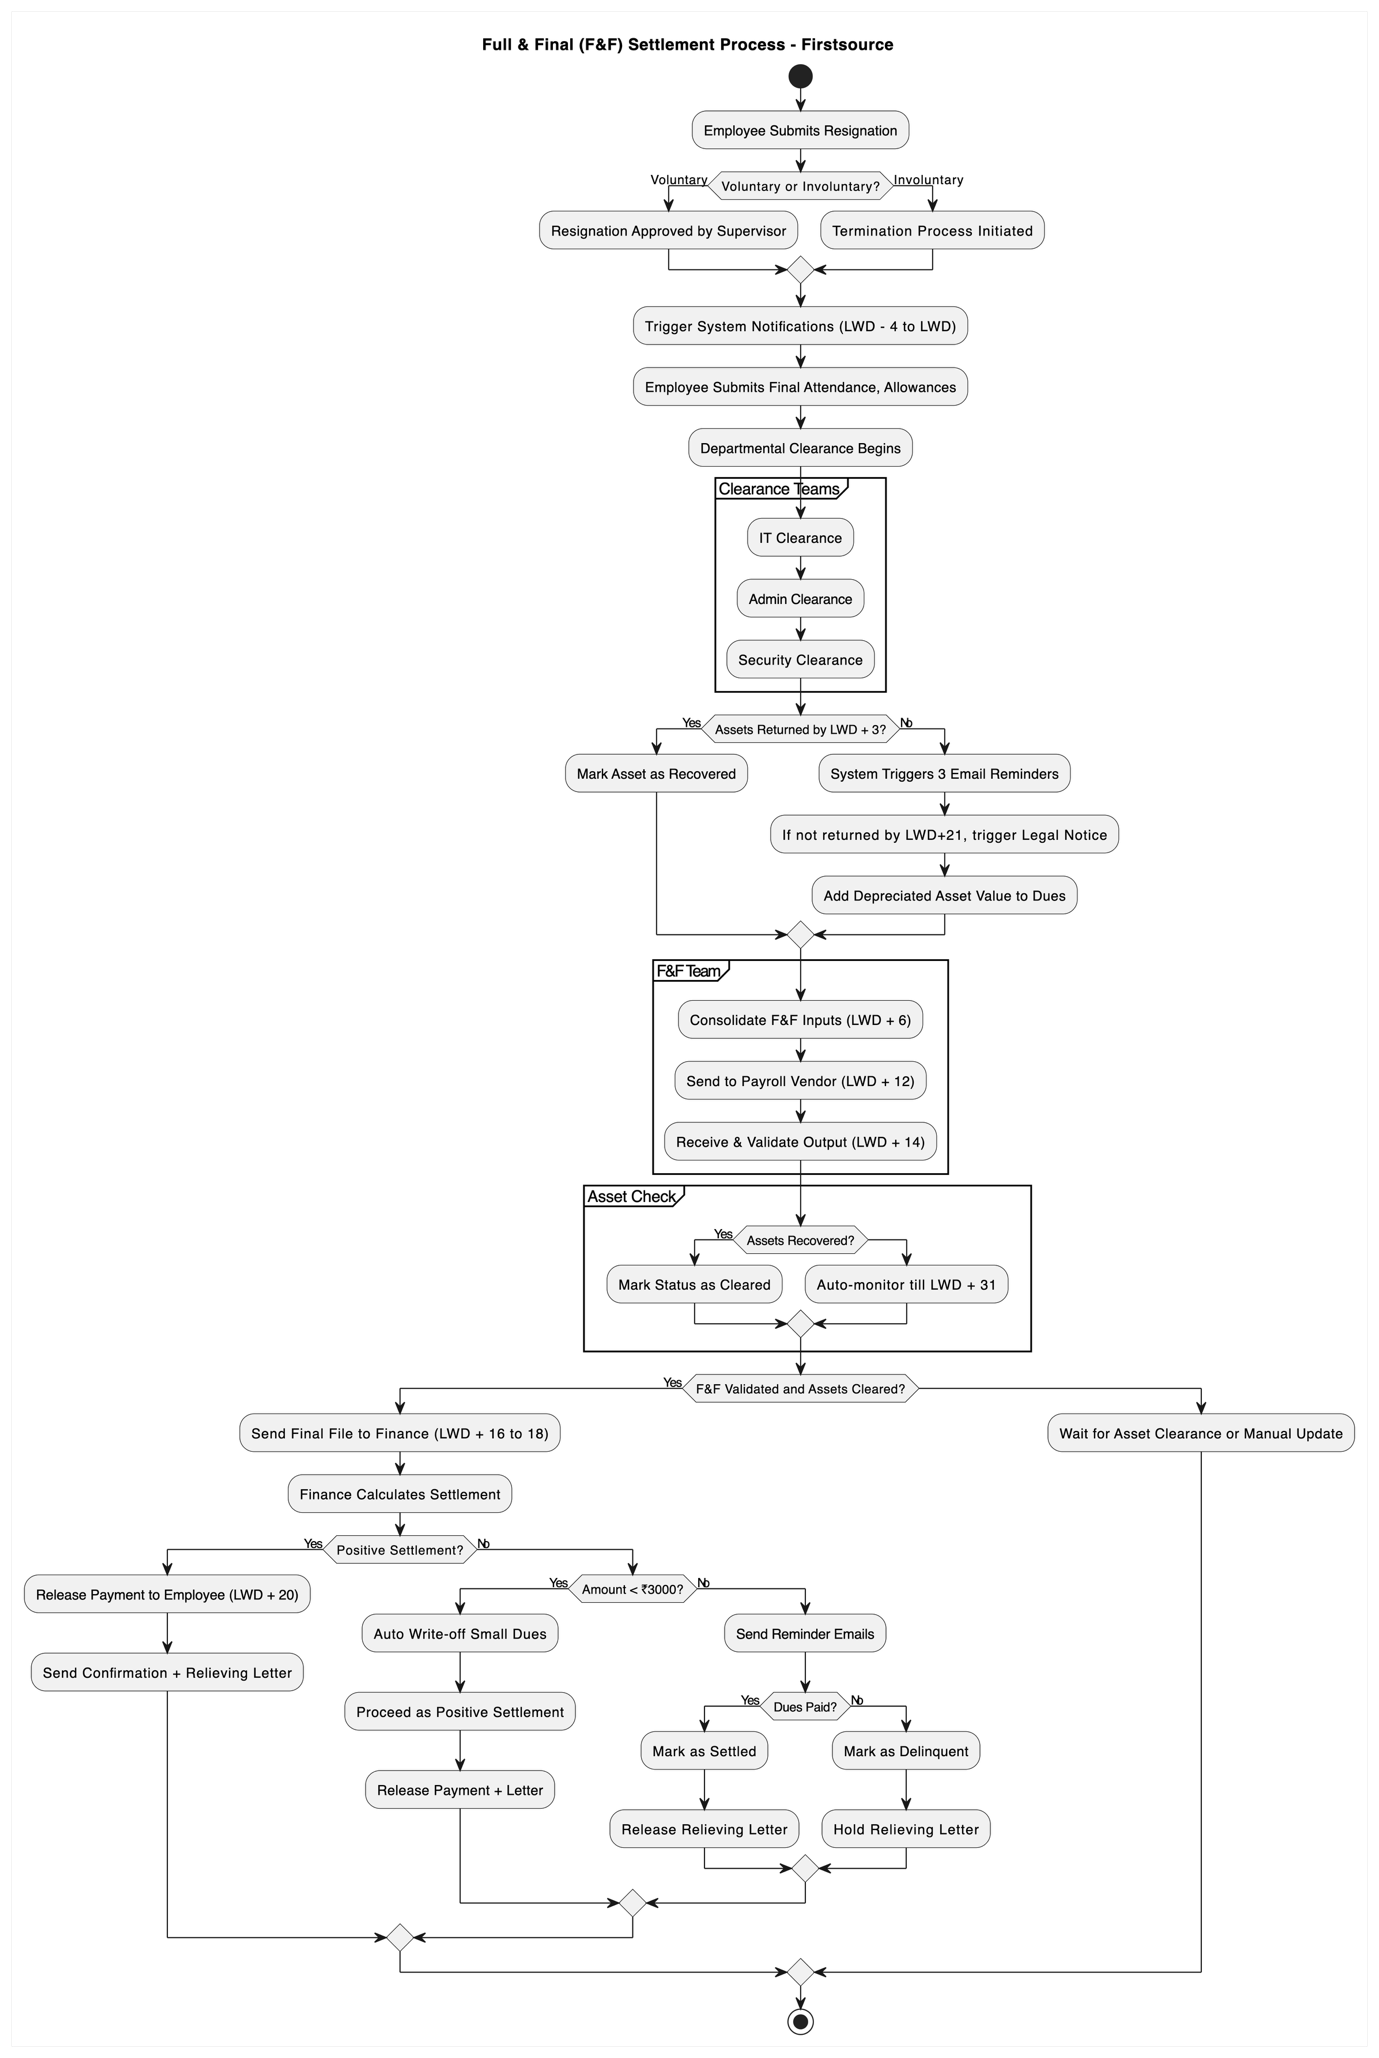 Full & Final (F&F) Settlement Process - Firstsource
Employee Submits Resignation
Voluntary
Voluntary or Involuntary?
Involuntary
Resignation Approved by Supervisor
Termination Process Initiated
Trigger System Notifications (LWD - 4 to LWD)
Employee Submits Final Attendance, Allowances
Departmental Clearance Begins
Clearance Teams
IT Clearance
Admin Clearance
Security Clearance
Yes
Assets Returned by LWD + 3?
No
Mark Asset as Recovered
System Triggers 3 Email Reminders
If not returned by LWD+21, trigger Legal Notice
Add Depreciated Asset Value to Dues
F&F Team
Consolidate F&F Inputs (LWD + 6)
Send to Payroll Vendor (LWD + 12)
Receive & Validate Output (LWD + 14)
Asset Check
Yes
Assets Recovered?
Mark Status as Cleared
Auto-monitor till LWD + 31
Yes
F&F Validated and Assets Cleared?
Send Final File to Finance (LWD + 16 to 18)
Wait for Asset Clearance or Manual Update
Finance Calculates Settlement
Yes
Positive Settlement?
No
Release Payment to Employee (LWD + 20)
Yes
Amount < ₹3000?
No
Auto Write-off Small Dues
Send Reminder Emails
Send Confirmation + Relieving Letter
Proceed as Positive Settlement
Yes
Dues Paid?
No
Mark as Settled
Mark as Delinquent
Release Payment + Letter
Release Relieving Letter
Hold Relieving Letter